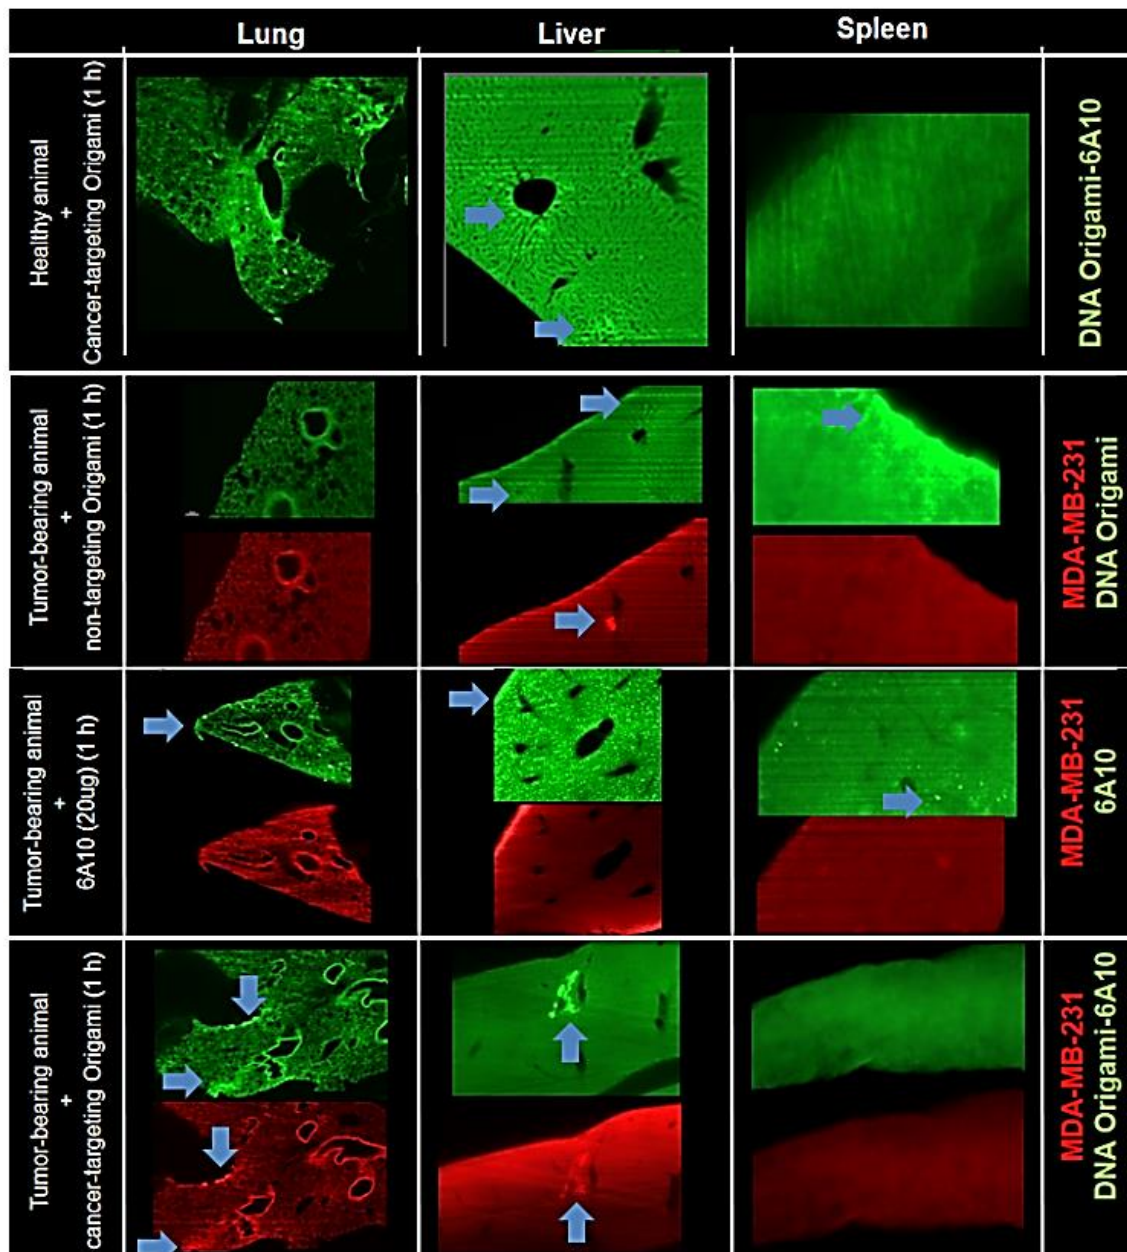 Lung
Liver
Spleen
Healthy animal
+
Cancer-targeting Origami (1 h)
DNA Origami-6A10
Tumor-bearing animal
+
non-targeting Origami (1 h)
MDA-MB-231
DNA Origami
Tumor-bearing animal
+
6A10 (20ug) (1 h)
MDA-MB-231
6A10
Tumor-bearing animal
+
cancer-targeting Origami (1 h)
MDA-MB-231
DNA Origami-6A10